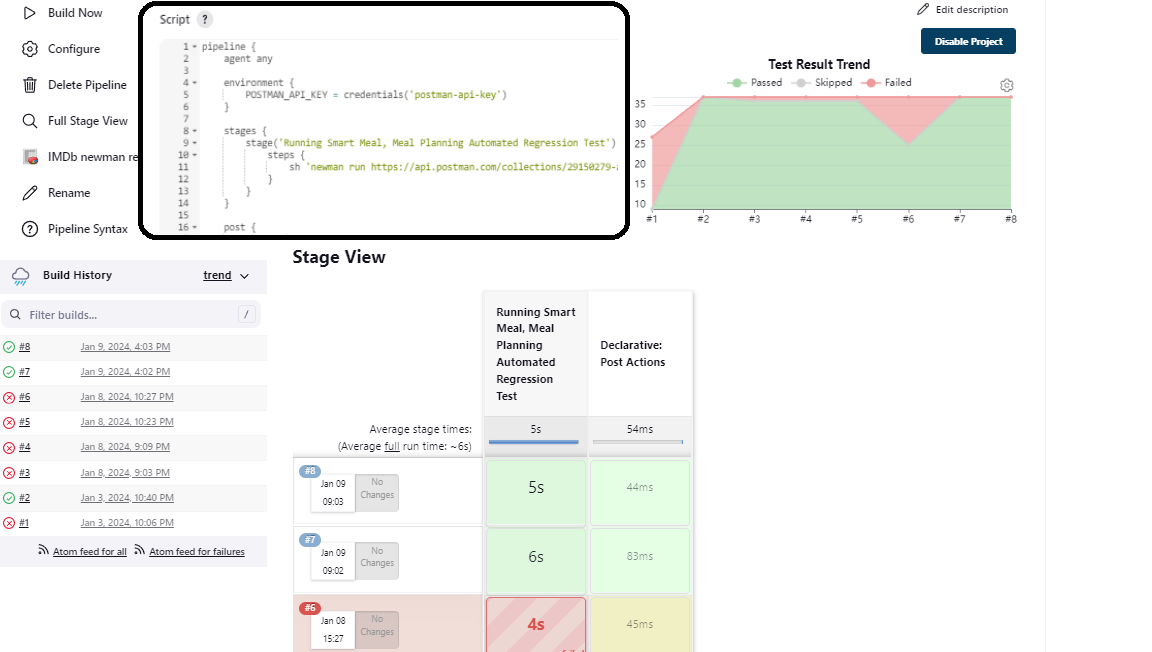 Build Now
Configure
Delete Pipeline
Full Stage View
IMDb newman re
Rename
Pipeline Syntax
Script ?
1 pipeline {
2 agent any
3
4 environment {
5 POSTMAN_API_KEY = credentials('postman-api-key')
6 }
7
8 stages {
9 stage('Running Smart Meal, Meal Planning Automated Regression Test')
10 steps {
11 sh 'newman run https://api.postman.com/collections/29150279-
12 }
13 }
14 }
15
16 post {
Edit description
Disable Project
Test Result Trend
Passed Skipped Failed
35
30
25
20
15
10
#1 #2 #3 #4 #5 #6 #7 #8
Build History trend
Filter builds... /
#8 Jan 9, 2024, 4:03 PM
#7 Jan 9, 2024, 4:02 PM
#6 Jan 8, 2024, 10:27 PM
#5 Jan 8, 2024, 10:23 PM
#4 Jan 8, 2024, 9:09 PM
#3 Jan 8, 2024, 9:03 PM
#2 Jan 3, 2024, 10:40 PM
#1 Jan 3, 2024, 10:06 PM
Atom feed for all Atom feed for failures
Stage View
Running Smart
Meal, Meal
Planning
Automated
Regression
Test
Declarative:
Post Actions
Average stage times: 5s 54ms
(Average full run time: ~6s)
#8
Jan 09
09:03
No
Changes
5s
44ms
#7
Jan 09
09:02
No
Changes
6s
83ms
#6
Jan 08
15:27
No
Changes
4s
45ms